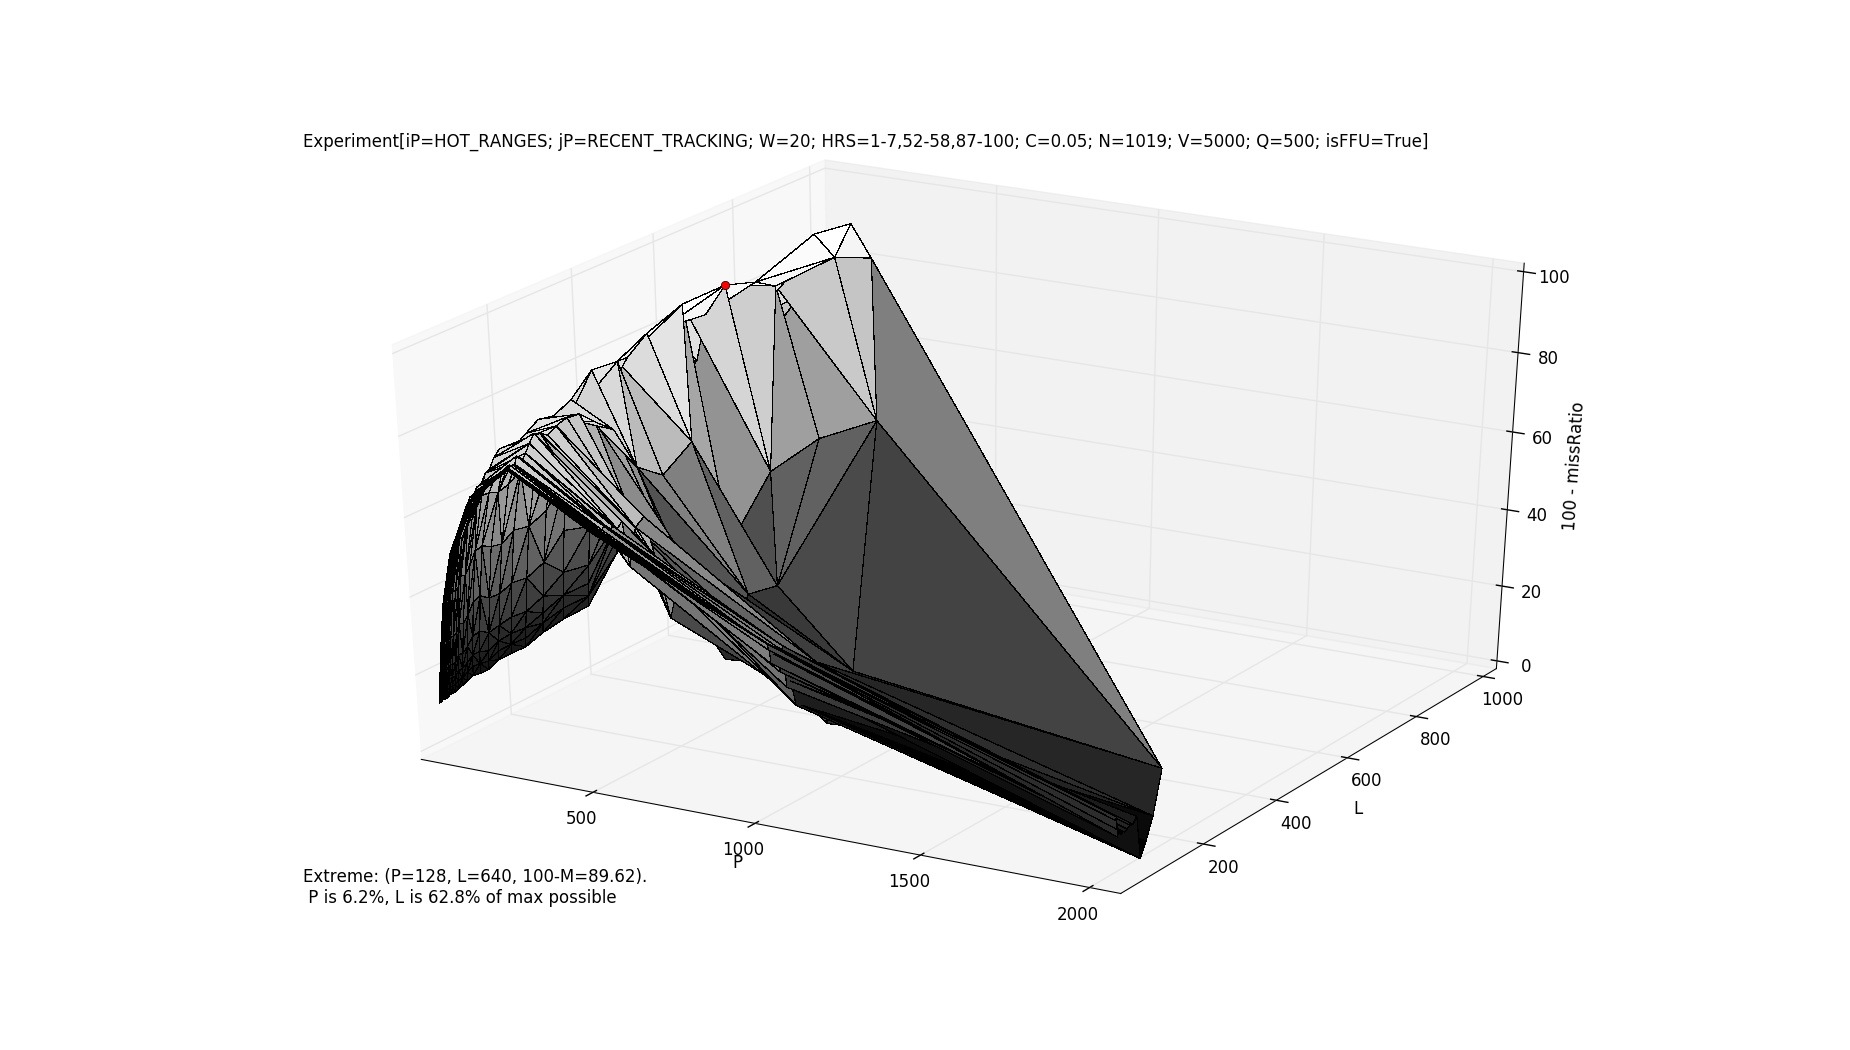 Experiment[iP=HOT_RANGES; jP=RECENT_TRACKING; W=20; HRS=1-7,52-58,87-100; C=0.05; N=1019; V=5000; Q=500; isFFU=True]
100
80
60
40
20
0
100 - missRatio
1000
800
600
400
200
L
500
1000
1500
2000
P
Extreme: (P=128, L=640, 100-M=89.62).
P is 6.2%, L is 62.8% of max possible